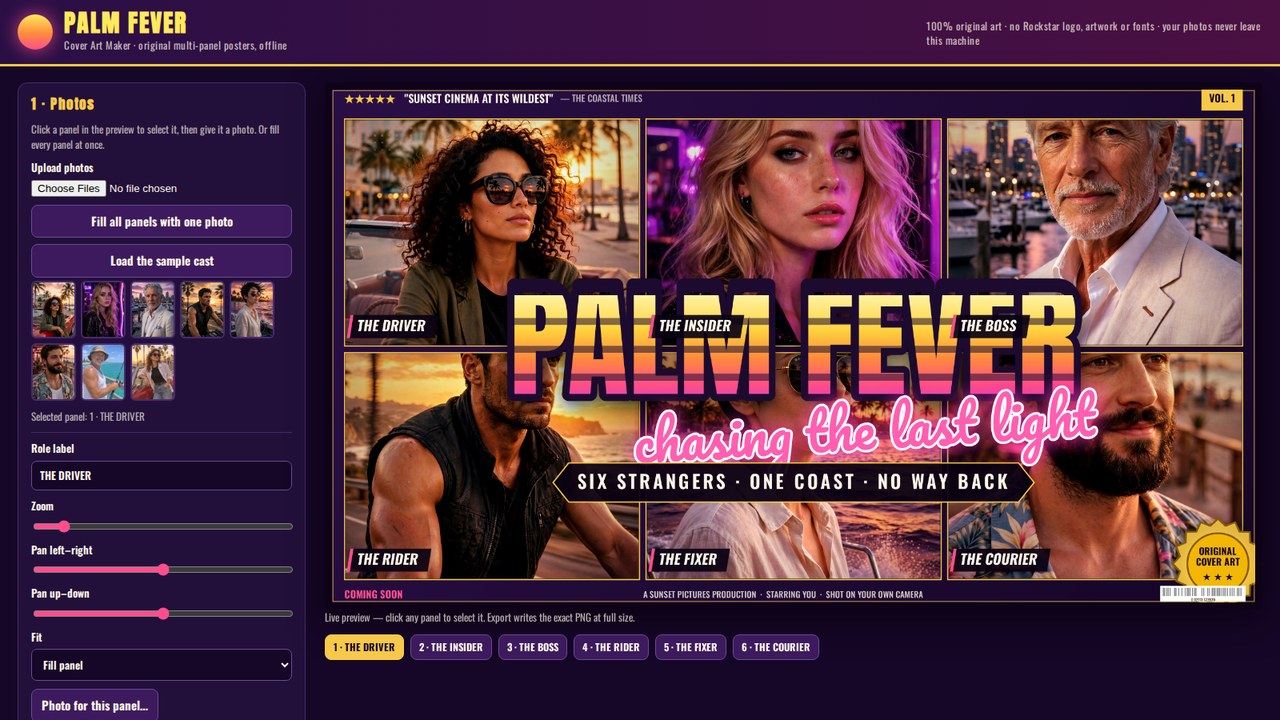 PALM FEVER
Cover Art Maker · original multi-panel posters, offline
100% original art · no Rockstar logo, artwork or fonts · your photos never leave
this machine
1 · Photos
Click a panel in the preview to select it, then give it a photo. Or fill
every panel at once.
Upload photos
Choose Files No file chosen
Fill all panels with one photo
Load the sample cast
Selected panel: 1 · THE DRIVER
Role label
THE DRIVER
Zoom
Pan left–right
Pan up–down
Fit
Fill panel
Photo for this panel...
★★★★★ "SUNSET CINEMA AT ITS WILDEST" — THE COASTAL TIMES
VOL. 1
THE DRIVER
THE INSIDER
THE BOSS
PALM FEVER
chasing the last light
SIX STRANGERS · ONE COAST · NO WAY BACK
THE RIDER
THE FIXER
THE COURIER
ORIGINAL
COVER ART
★ ★ ★
COMING SOON
A SUNSET PICTURES PRODUCTION · STARRING YOU · SHOT ON YOUR OWN CAMERA
Live preview — click any panel to select it. Export writes the exact PNG at full size.
1 · THE DRIVER
2 · THE INSIDER
3 · THE BOSS
4 · THE RIDER
5 · THE FIXER
6 · THE COURIER